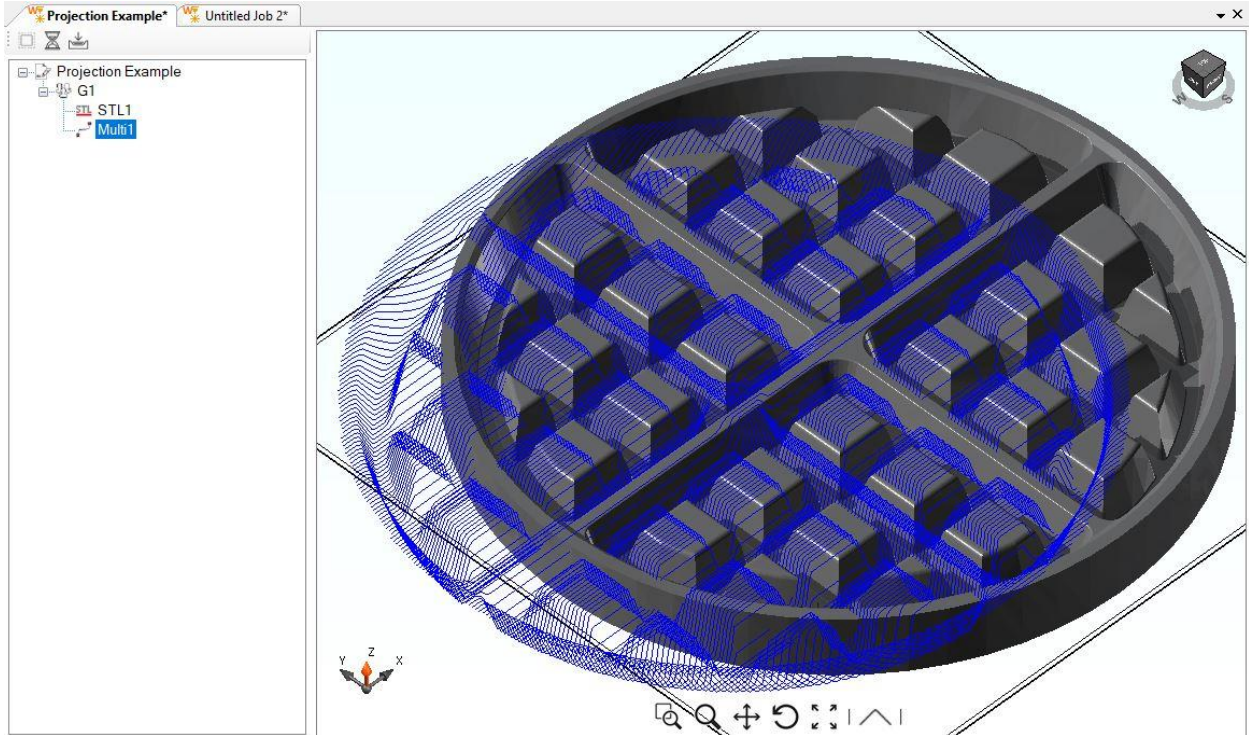 Projection Example*
Untitled Job 2*
Projection Example
G1
STL STL1
Multi1
W S
Y Z X